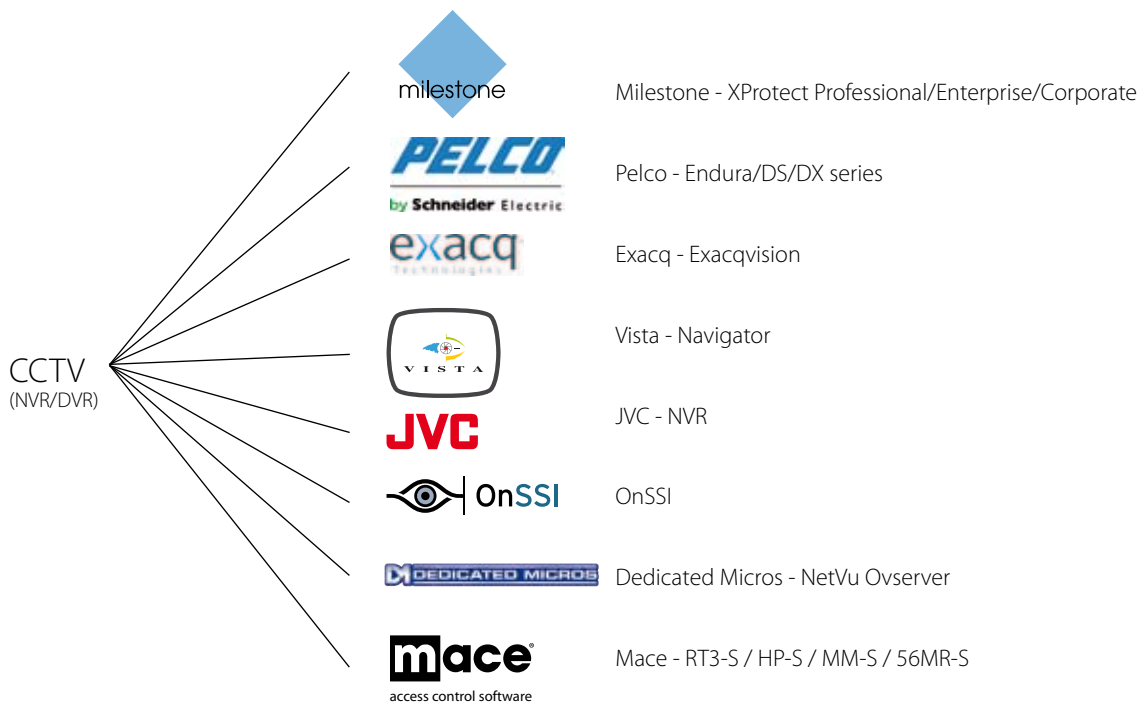 milestone
Milestone - XProtect Professional/Enterprise/Corporate
PELCO
by Schneider Electric
Pelco - Endura/DS/DX series
exacq
Technologies
Exacq - Exacqvision
VISTA
Vista - Navigator
CCTV
(NVR/DVR)
JVC
JVC - NVR
OnSSI
OnSSI
DEDICATED MICROS
Dedicated Micros - NetVu Ovserver
mace®
access control software
Mace - RT3-S / HP-S / MM-S / 56MR-S